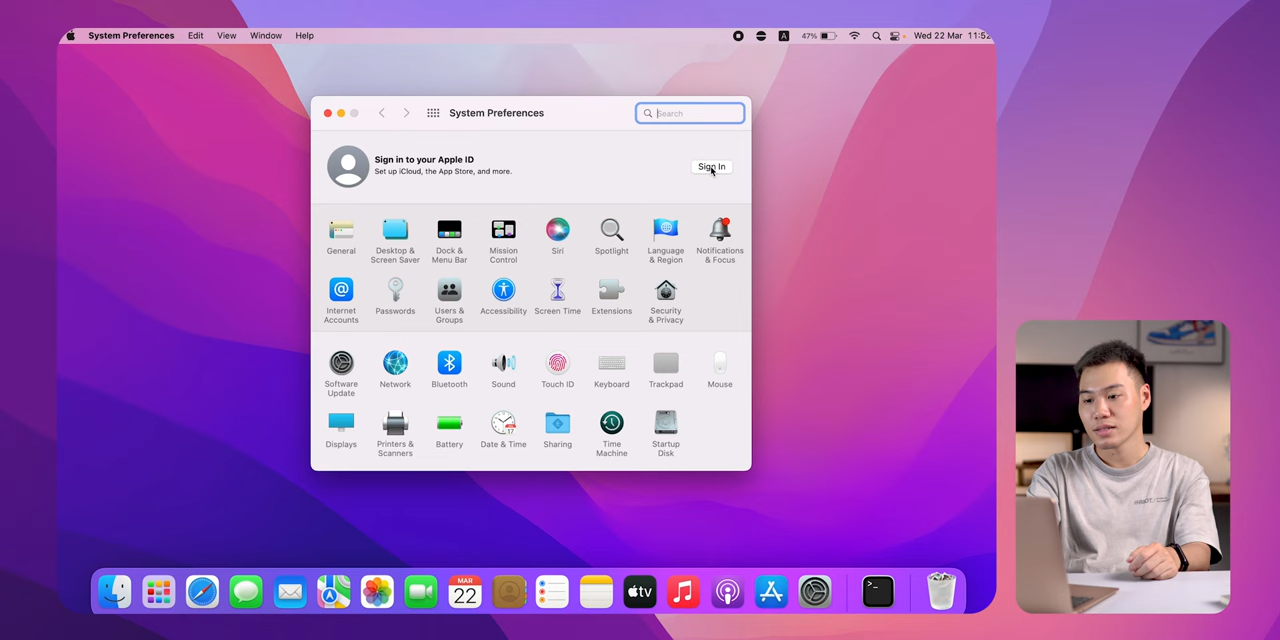 System Preferences Edit View Window Help
A 47% Wed 22 Mar 11:52
System Preferences
Search
Sign in to your Apple ID
Set up iCloud, the App Store, and more.
Sign In
General
Desktop &
Screen Saver
Dock &
Menu Bar
Mission
Control
Siri
Spotlight
Language
& Region
Notifications
& Focus
Internet
Accounts
Passwords
Users &
Groups
Accessibility
Screen Time
Extensions
Security
& Privacy
Software
Update
Network
Bluetooth
Sound
Touch ID
Keyboard
Trackpad
Mouse
Displays
Printers &
Scanners
Battery
Date & Time
Sharing
Time
Machine
Startup
Disk
MAR
22
tv
>_